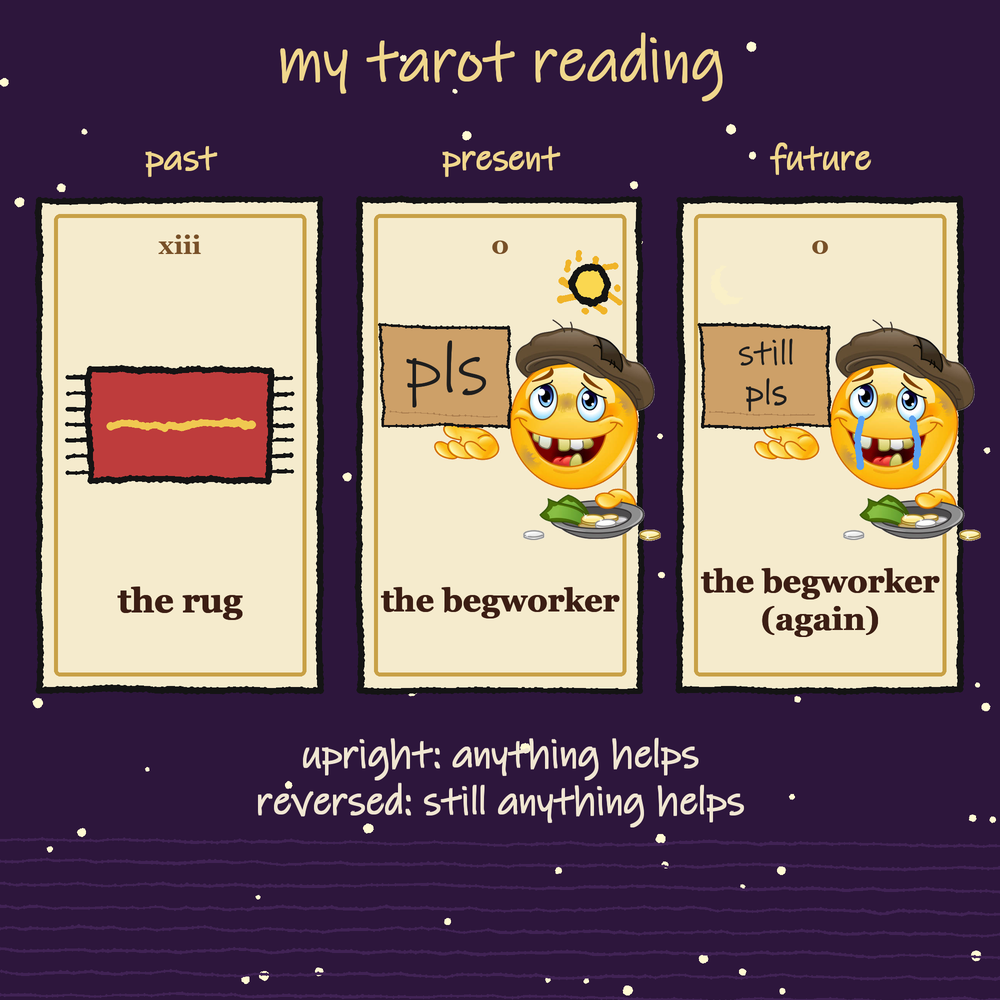 my tarot reading
past
present
future
xiii
the rug
o
pls
the begworker
o
still
pls
the begworker
(again)
upright: anything helps
reversed: still anything helps